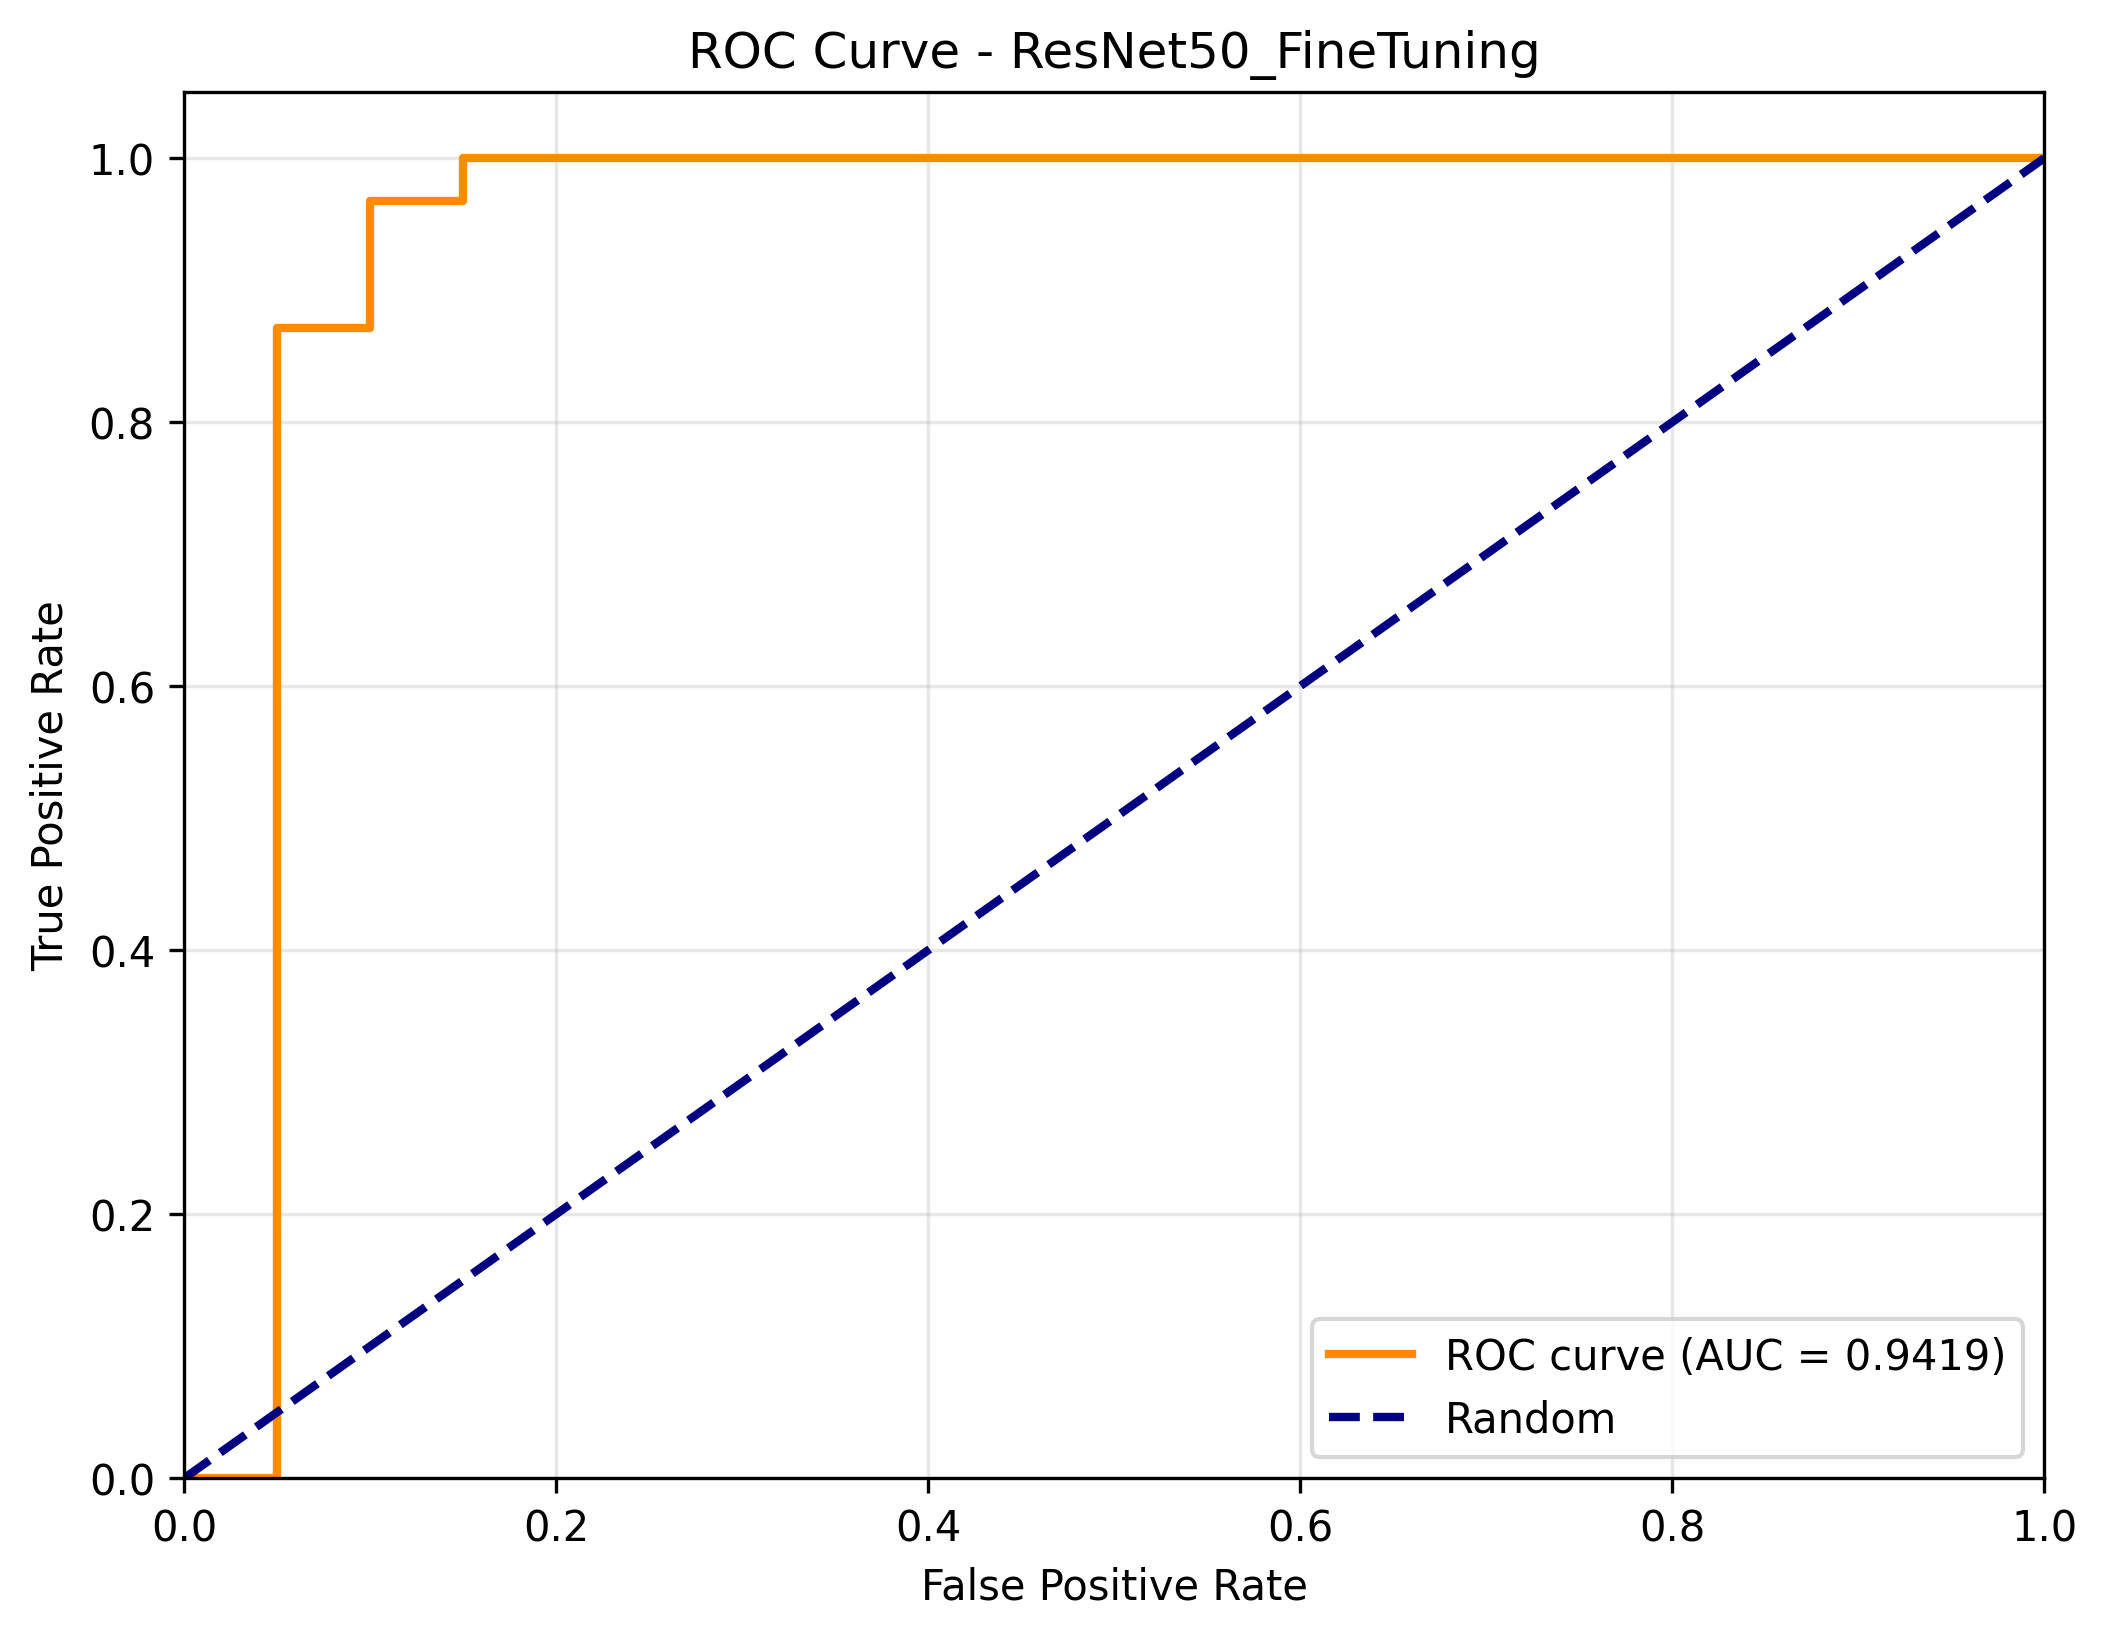 ROC Curve - ResNet50_FineTuning
1.0
0.8
0.6
0.4
0.2
0.0
True Positive Rate
0.0 0.2 0.4 0.6 0.8 1.0
False Positive Rate
ROC curve (AUC = 0.9419)
Random